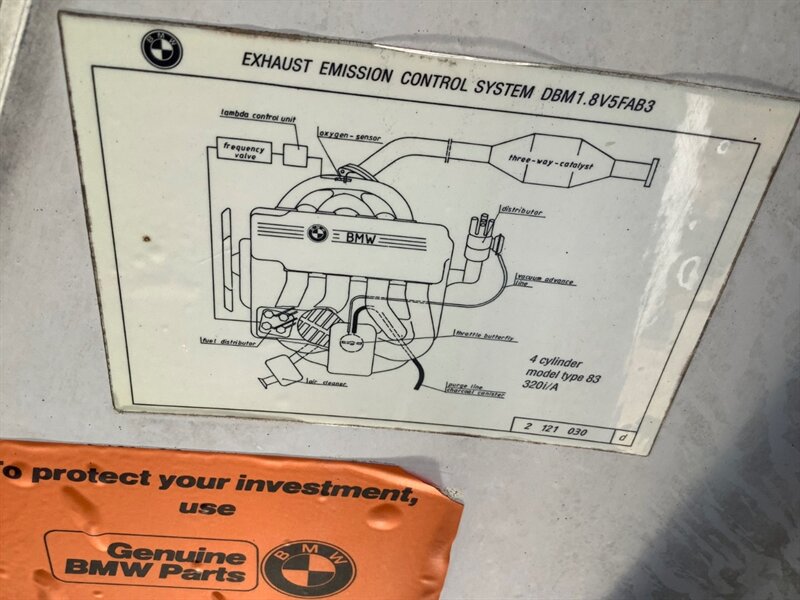 BMW
EXHAUST EMISSION CONTROL SYSTEM DBM1.8V5FAB3
lambda control unit
oxygen-sensor
frequency
valve
three-way-catalyst
distributor
BMW
vacuum advance
line
throttle butterfly
fuel distributor
air cleaner
purge line
charcoal canister
4 cylinder
model type 83
320i/A
2 121 030 d
To protect your investment,
use
Genuine
BMW Parts
BMW